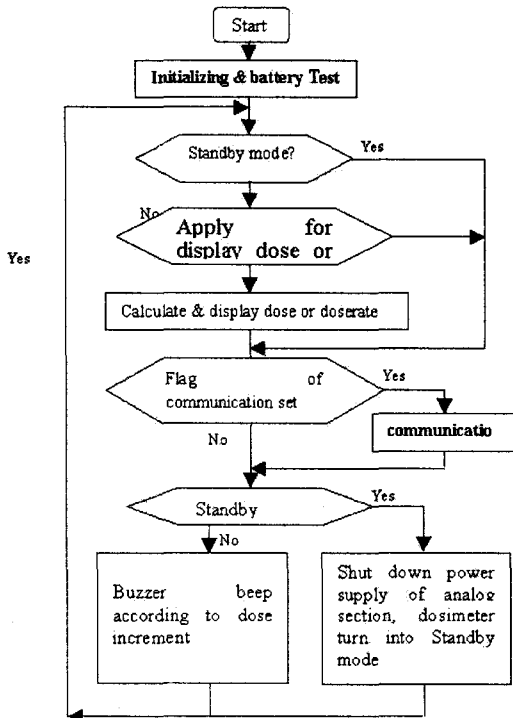 Start
Initializing & battery Test
Standby mode?
Yes
No
Apply for
display dose or
Yes
Calculate & display dose or doserate
Flag of
communication set
Yes
communicatio
No
Standby
Yes
No
Buzzer beep
according to dose
increment
Shut down power
supply of analog
section, dosimeter
turn into Standby
mode